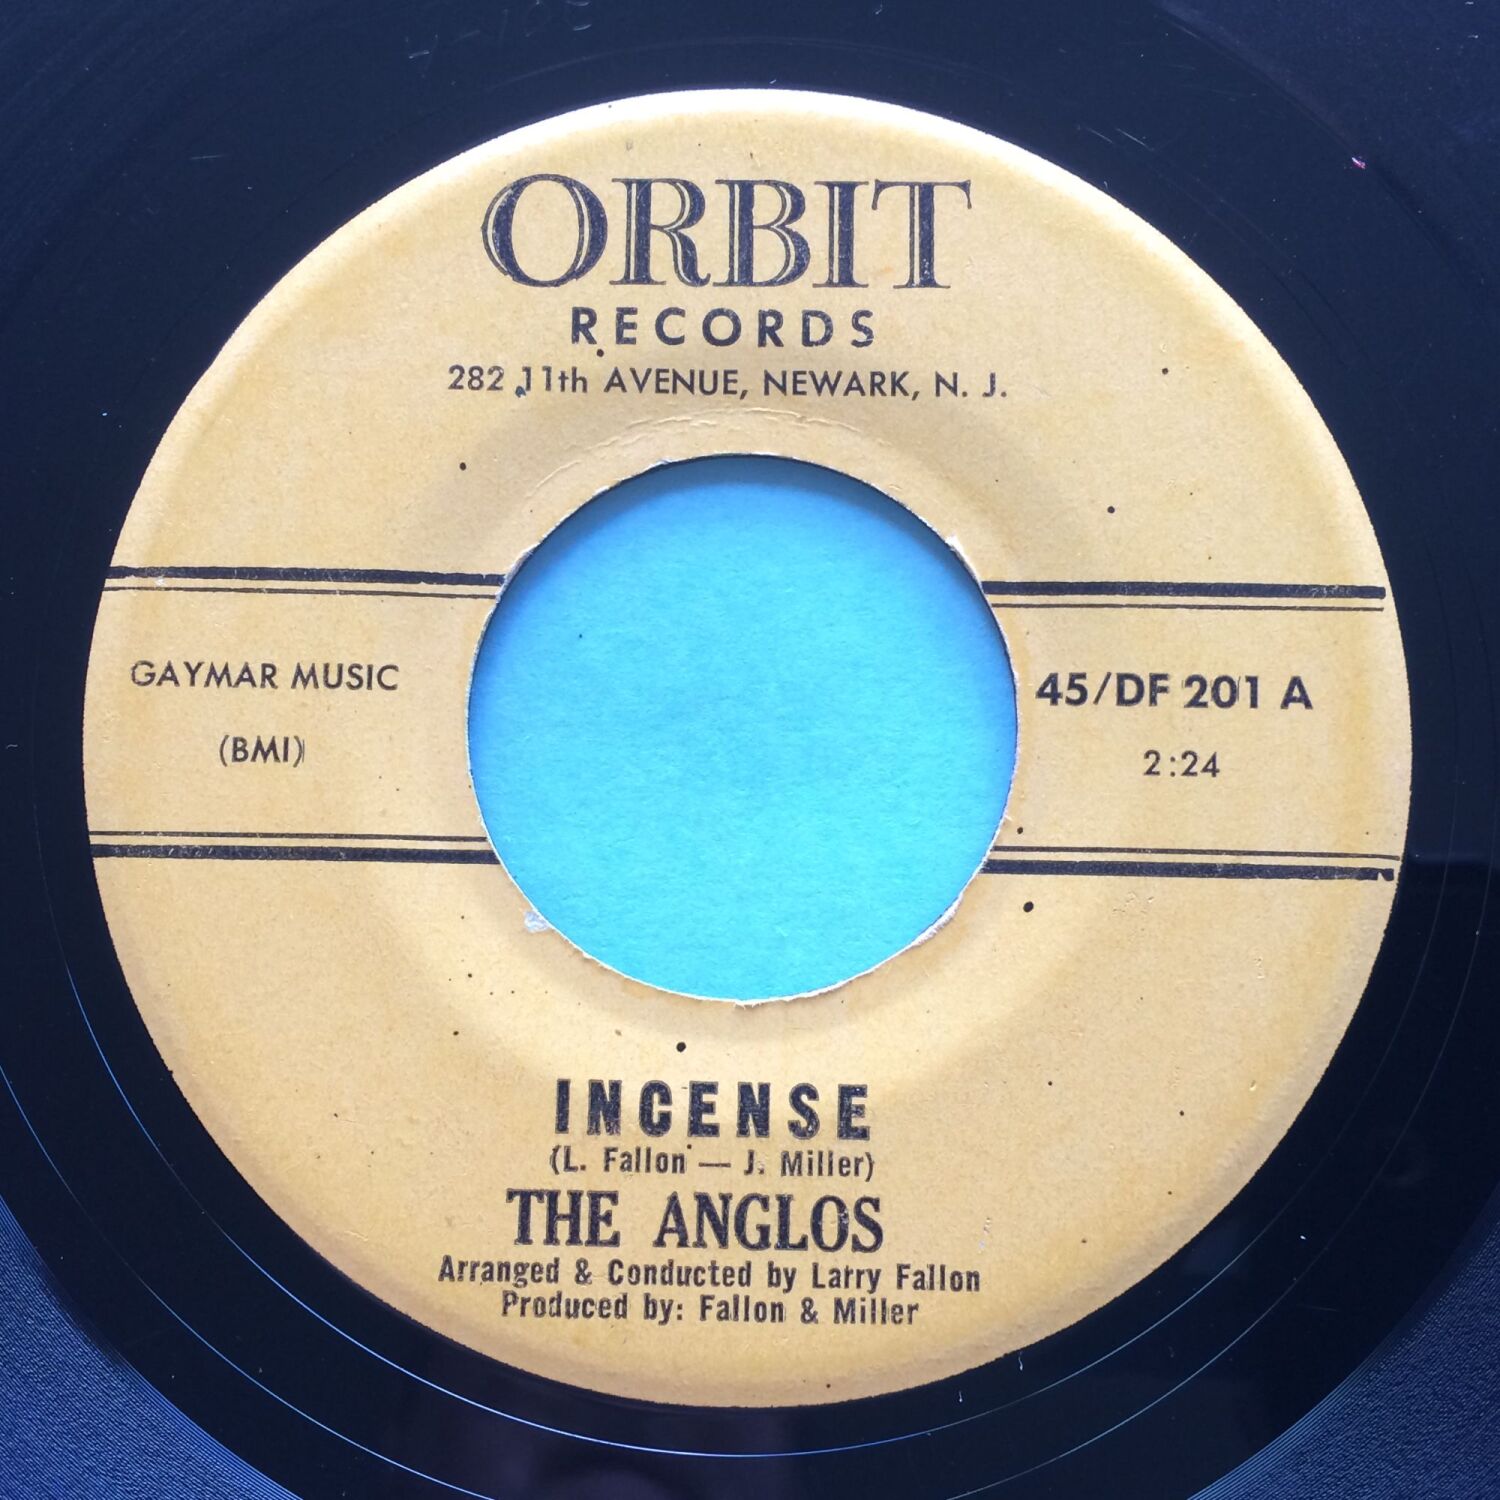 ORBIT
RECORDS
282 11th AVENUE, NEWARK, N. J.
GAYMAR MUSIC
(BMI)
45/DF 201 A
2:24
INCENSE
(L. Fallon — J. Miller)
THE ANGLOS
Arranged & Conducted by Larry Fallon
Produced by: Fallon & Miller